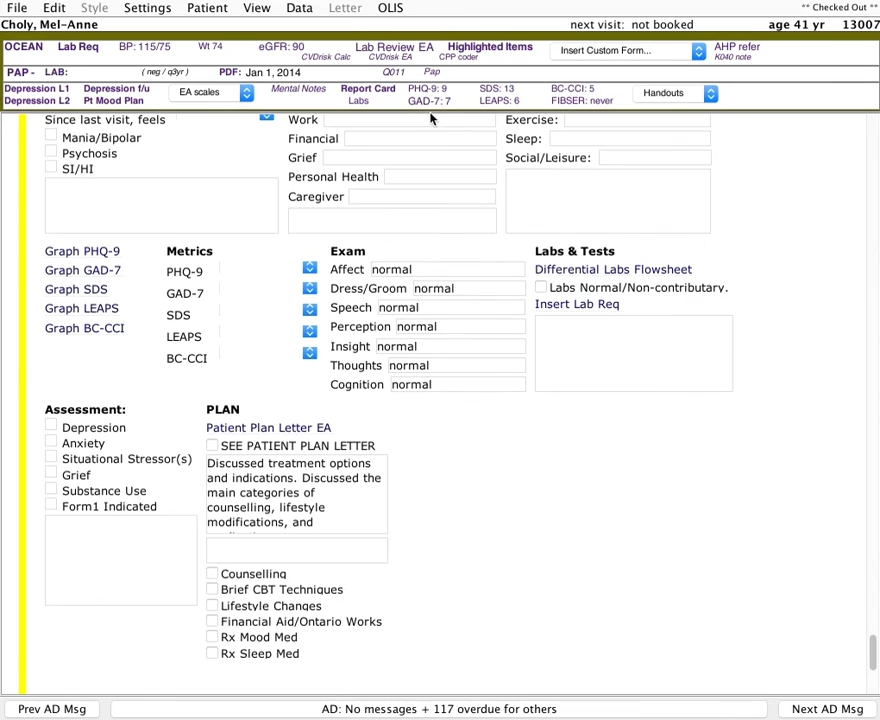 File Edit Style Settings Patient View Data Letter OLIS ** Checked Out **
Choly, Mel-Anne next visit: not booked age 41 yr 13007
OCEAN Lab Req BP: 115/75 Wt 74 eGFR: 90 Lab Review EA Highlighted Items Insert Custom Form... AHP refer
CVDrisk Calc CVDrisk EA CPP coder K040 note
PAP - LAB: ( neg / q3yr ) PDF: Jan 1, 2014 Q011 Pap
Depression L1 Depression f/u EA scales Mental Notes Report Card PHQ-9: 9 SDS: 13 BC-CCI: 5 Handouts
Depression L2 Pt Mood Plan Labs GAD-7: 7 LEAPS: 6 FIBSER: never
Since last visit, feels Work Exercise:
Mania/Bipolar Financial Sleep:
Psychosis Grief Social/Leisure:
SI/HI Personal Health
Caregiver
Graph PHQ-9 Metrics Exam Labs & Tests
Graph GAD-7 PHQ-9 Affect normal Differential Labs Flowsheet
Graph SDS GAD-7 Dress/Groom normal Labs Normal/Non-contributary.
Graph LEAPS SDS Speech normal Insert Lab Req
Graph BC-CCI LEAPS Perception normal
BC-CCI Insight normal
Thoughts normal
Cognition normal
Assessment: PLAN
Depression Patient Plan Letter EA
Anxiety SEE PATIENT PLAN LETTER
Situational Stressor(s) Discussed treatment options
Grief and indications. Discussed the
Substance Use main categories of
Form1 Indicated counselling, lifestyle
modifications, and
Counselling
Brief CBT Techniques
Lifestyle Changes
Financial Aid/Ontario Works
Rx Mood Med
Rx Sleep Med
Prev AD Msg AD: No messages + 117 overdue for others Next AD Msg